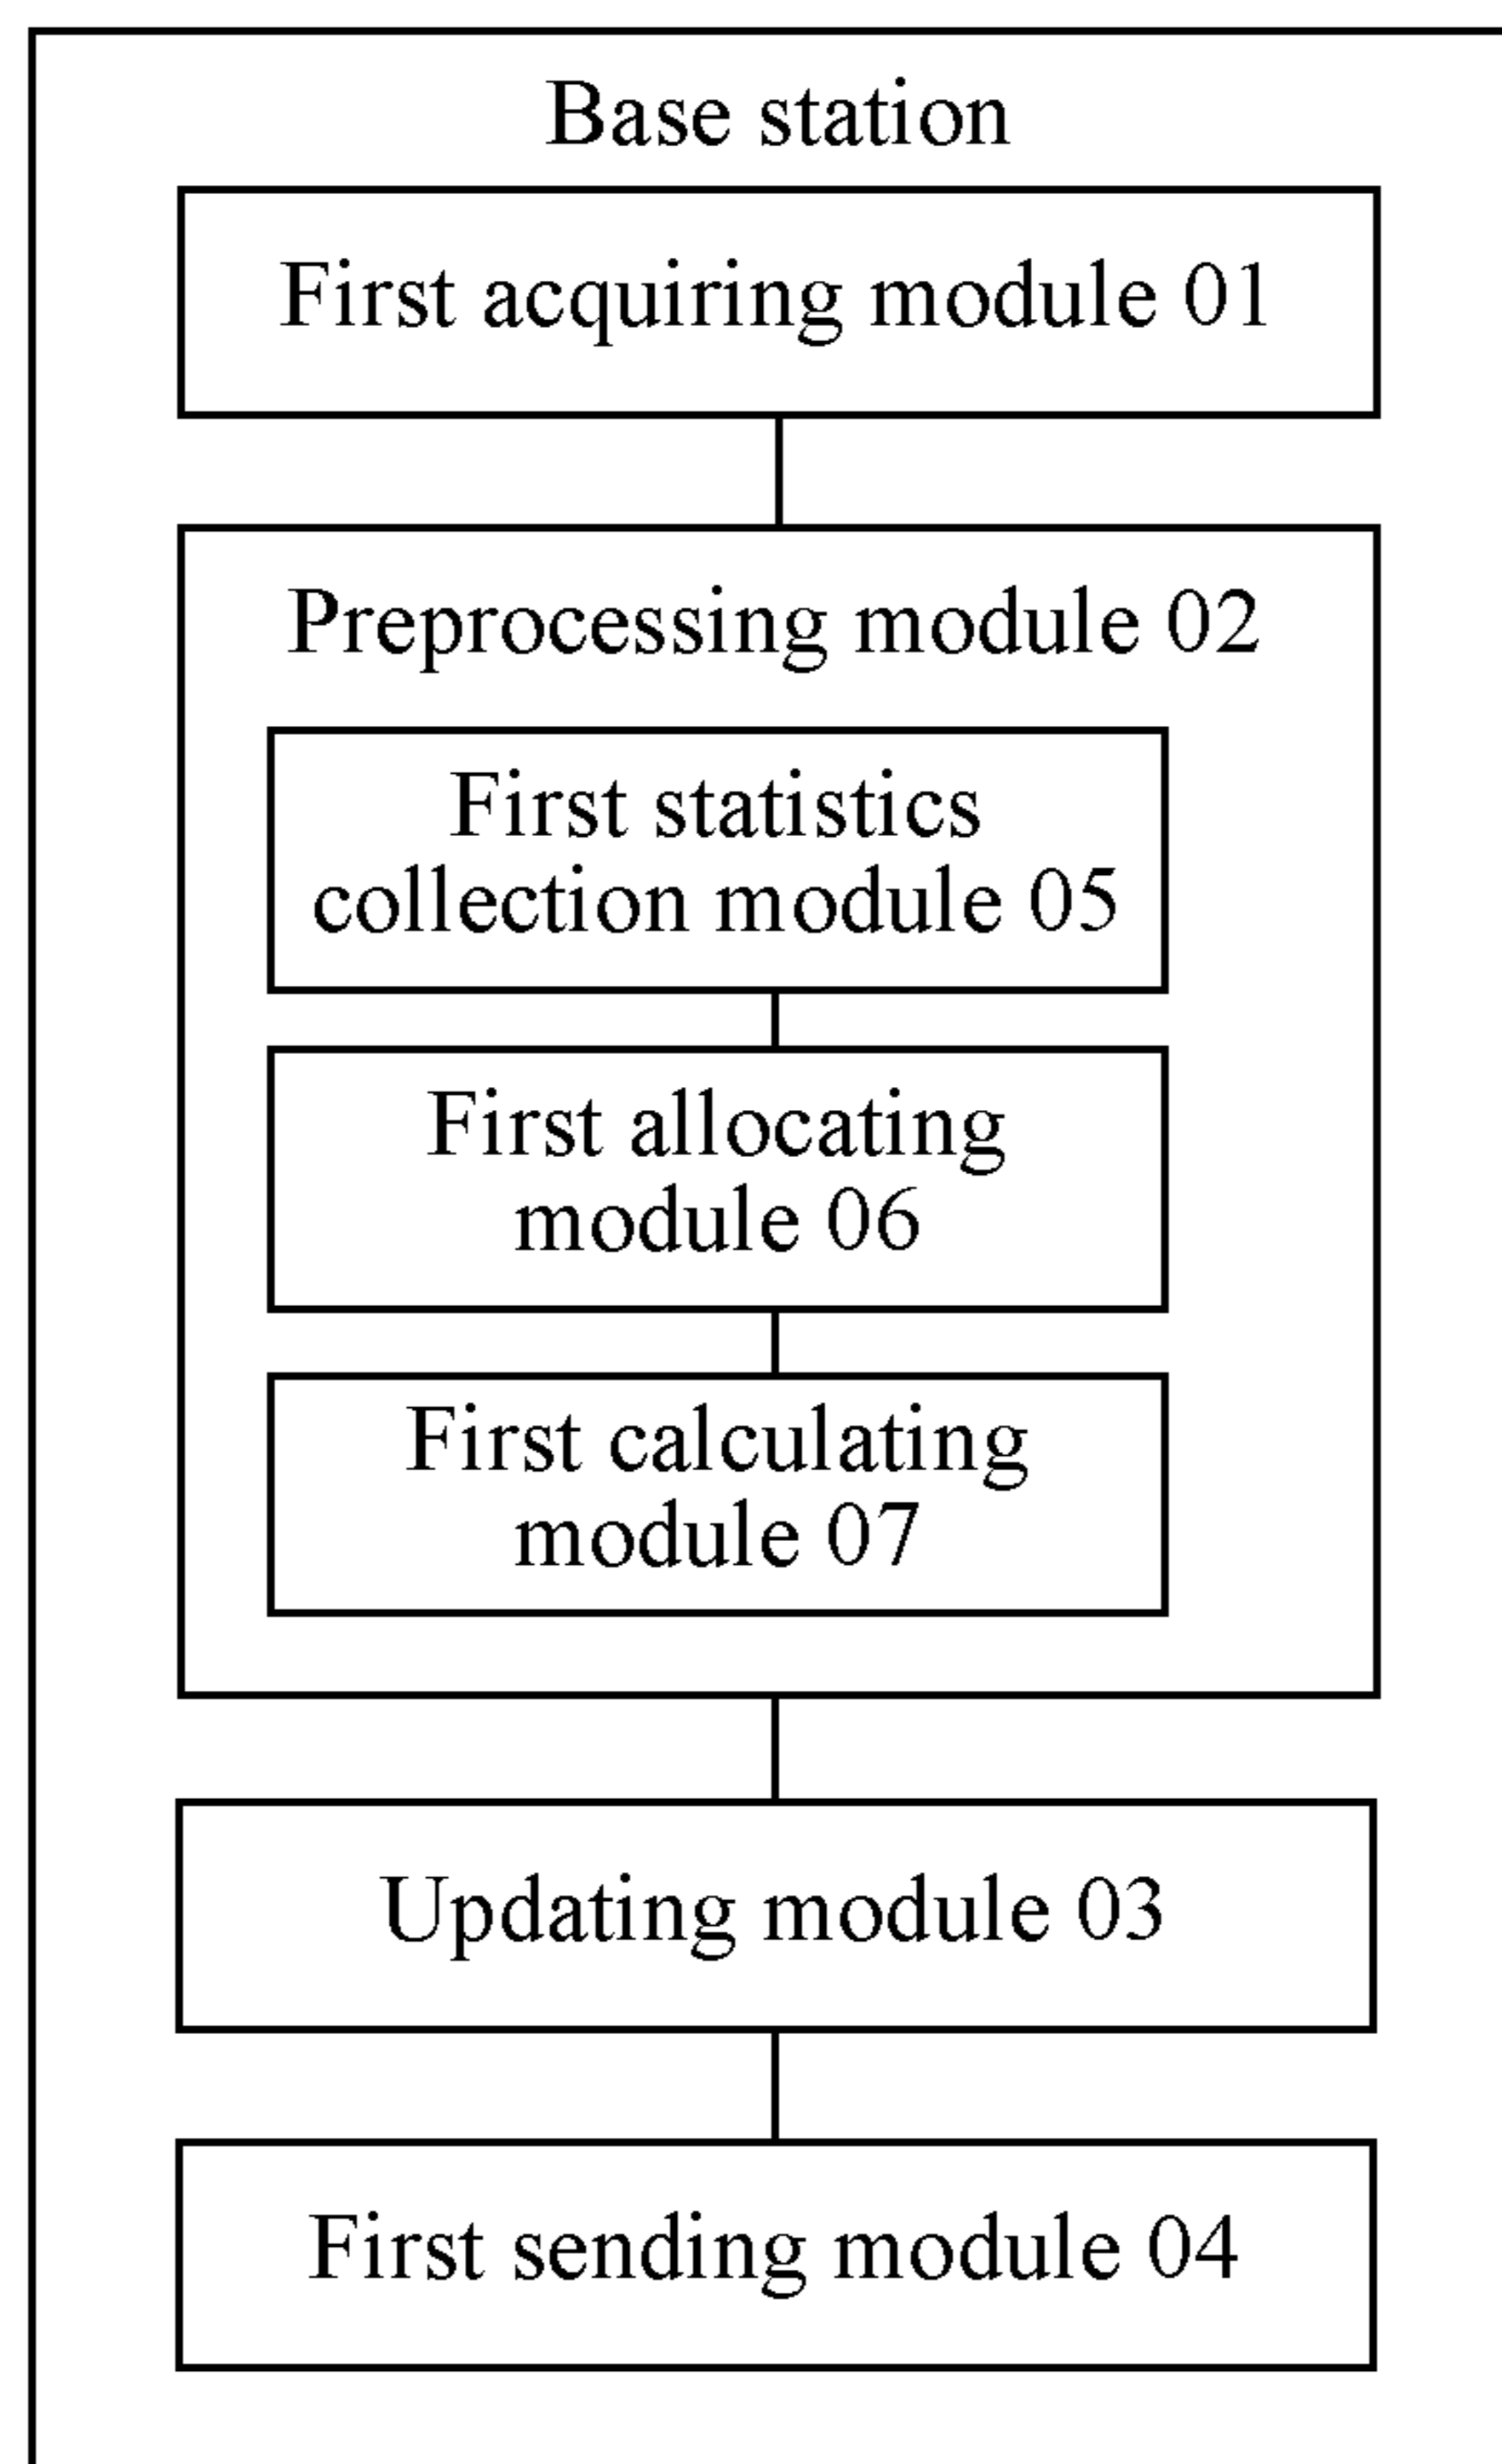 Base station
First acquiring module 01
Preprocessing module 02
First statistics
collection module 05
First allocating
module 06
First calculating
module 07
Updating module 03
First sending module 04